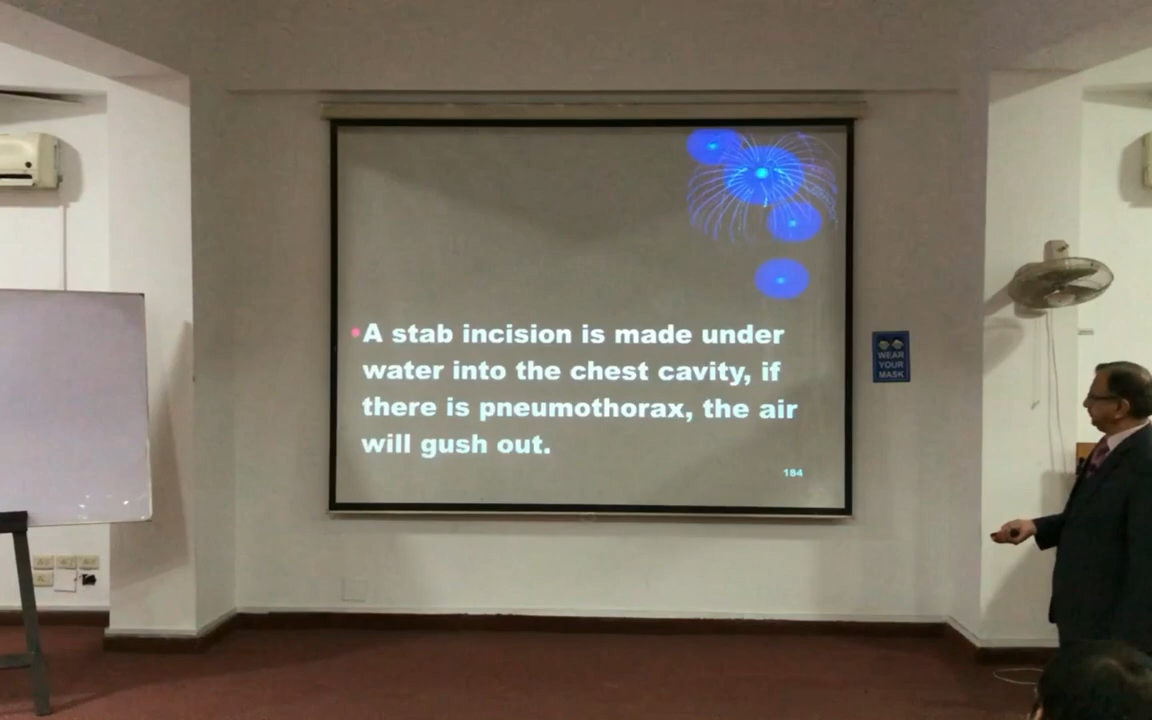 A stab incision is made under
water into the chest cavity, if
there is pneumothorax, the air
will gush out.
184
WEAR
YOUR
MASK